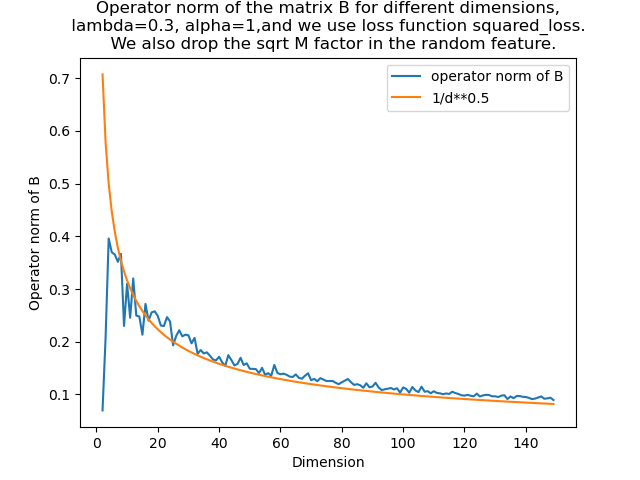 Operator norm of the matrix B for different dimensions,
lambda=0.3, alpha=1,and we use loss function squared_loss.
We also drop the sqrt M factor in the random feature.
operator norm of B
1/d**0.5
Operator norm of B
0.7
0.6
0.5
0.4
0.3
0.2
0.1
0 20 40 60 80 100 120 140
Dimension